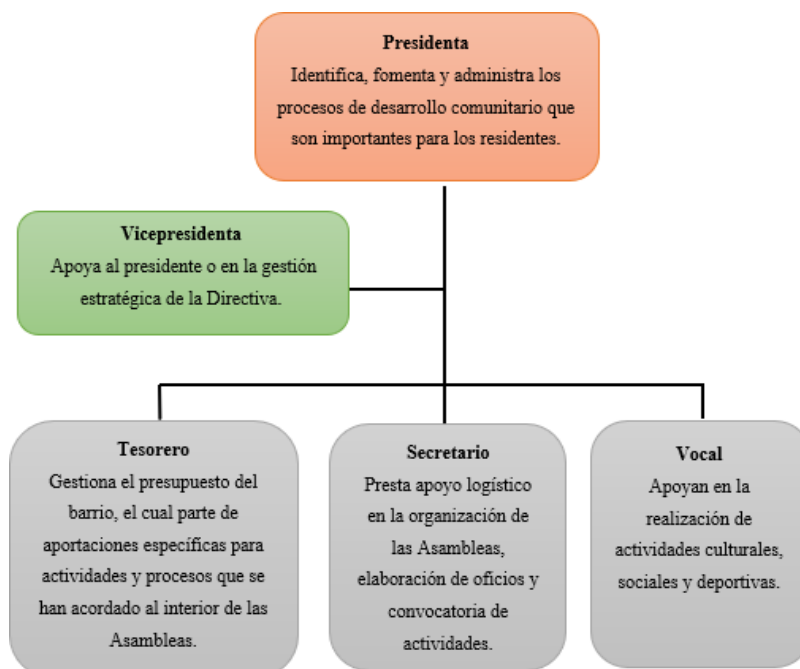 Presidenta
Identifica, fomenta y administra los
procesos de desarrollo comunitario que
son importantes para los residentes.
Vicepresidenta
Apoya al presidente o en la gestión
estratégica de la Directiva.
Tesorero
Gestiona el presupuesto del
barrio, el cual parte de
aportaciones específicas para
actividades y procesos que se
han acordado al interior de las
Asambleas.
Secretario
Presta apoyo logístico
en la organización de
las Asambleas,
elaboración de oficios y
convocatoria de
actividades.
Vocal
Apoyan en la
realización de
actividades culturales,
sociales y deportivas.